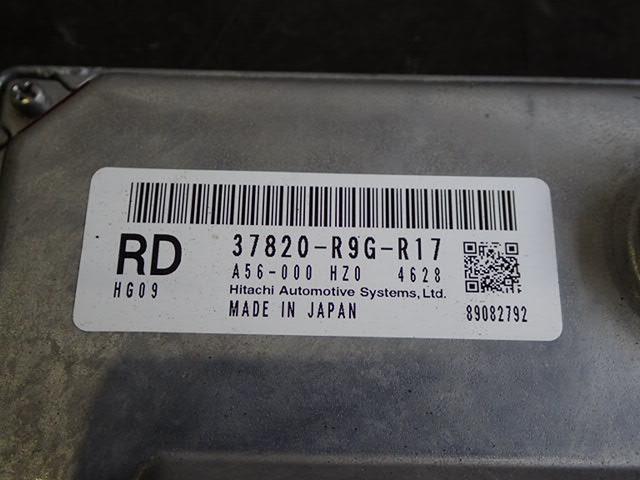 RD
HG09
37820-R9G-R17
A56-000 HZ0 4628
Hitachi Automotive Systems, Ltd.
MADE IN JAPAN
89082792